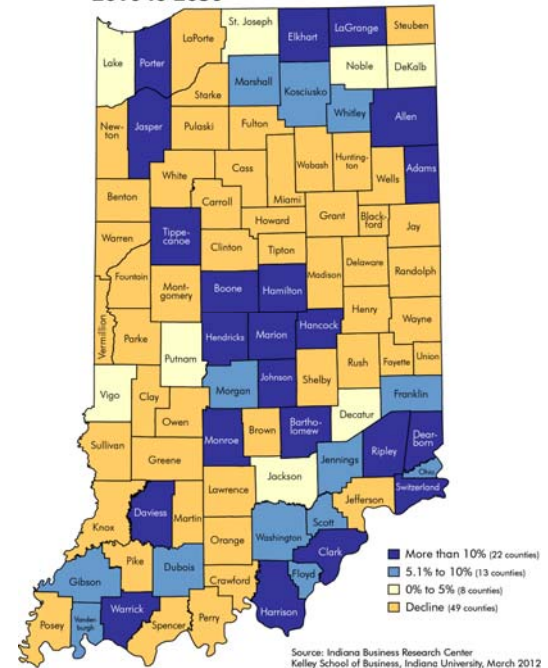 St. Joseph
Elkhart
LaGrange
Steuben
LaPorte
Lake
Porter
Noble
DeKalb
Marshall
Kosciusko
Starke
Whitley
Allen
New-
ton
Jasper
Pulaski
Fulton
Wabash
Hunting-
ton
Wells
Adams
White
Cass
Miami
Benton
Carroll
Howard
Grant
Black-
ford
Jay
Tippe-
canoe
Warren
Clinton
Tipton
Madison
Delaware
Randolph
Fountain
Mont-
gomery
Boone
Hamilton
Henry
Wayne
Vermillion
Parke
Putnam
Hendricks
Marion
Hancock
Rush
Fayette
Union
Vigo
Clay
Morgan
Johnson
Shelby
Franklin
Owen
Decatur
Sullivan
Greene
Monroe
Brown
Bartho-
lomew
Ripley
Dear-
born
Jennings
Ohio
Jackson
Switzerland
Lawrence
Jefferson
Knox
Daviess
Martin
Orange
Washington
Scott
Clark
Gibson
Pike
Dubois
Crawford
Floyd
Harrison
Posey
Vanden-
burgh
Warrick
Spencer
Perry
More than 10% (22 counties)
5.1% to 10% (13 counties)
0% to 5% (8 counties)
Decline (49 counties)
Source: Indiana Business Research Center
Kelley School of Business, Indiana University, March 2012